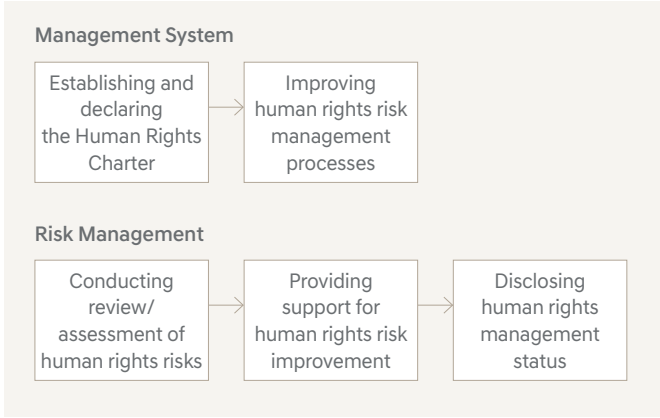 Management System
Establishing and
declaring
the Human Rights
Charter
Improving
human rights risk
management
processes
Risk Management
Conducting
review/
assessment of
human rights risks
Providing
support for
human rights risk
improvement
Disclosing
human rights
management
status